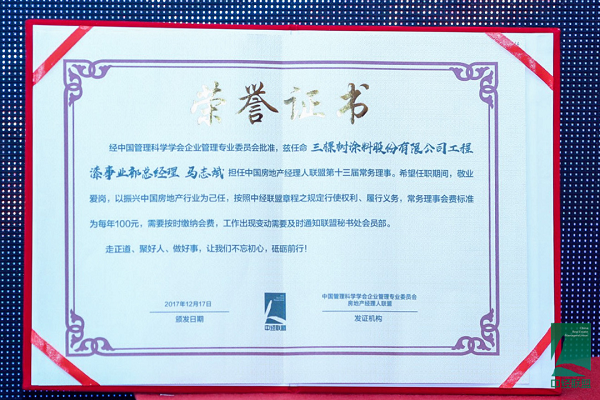 荣誉证书
经中国管理科学学会企业管理专业委员会批准，兹任命 三棵树涂料股份有限公司工程
漆事业部总经理 马志斌 担任中国房地产经理人联盟第十三届常务理事。希望任职期间，敬业
爱岗，以振兴中国房地产行业为己任，按照中经联盟章程之规定行使权利、履行义务，常务理事会费标准
为每年100元，需要按时缴纳会费，工作出现变动需要及时通知联盟秘书处会员部。
走正道、聚好人、做好事，让我们不忘初心，砥砺前行！
2017年12月17日
颁发日期
中经联盟
中国管理科学学会企业管理专业委员会
房地产经理人联盟
发证机构
中经联盟